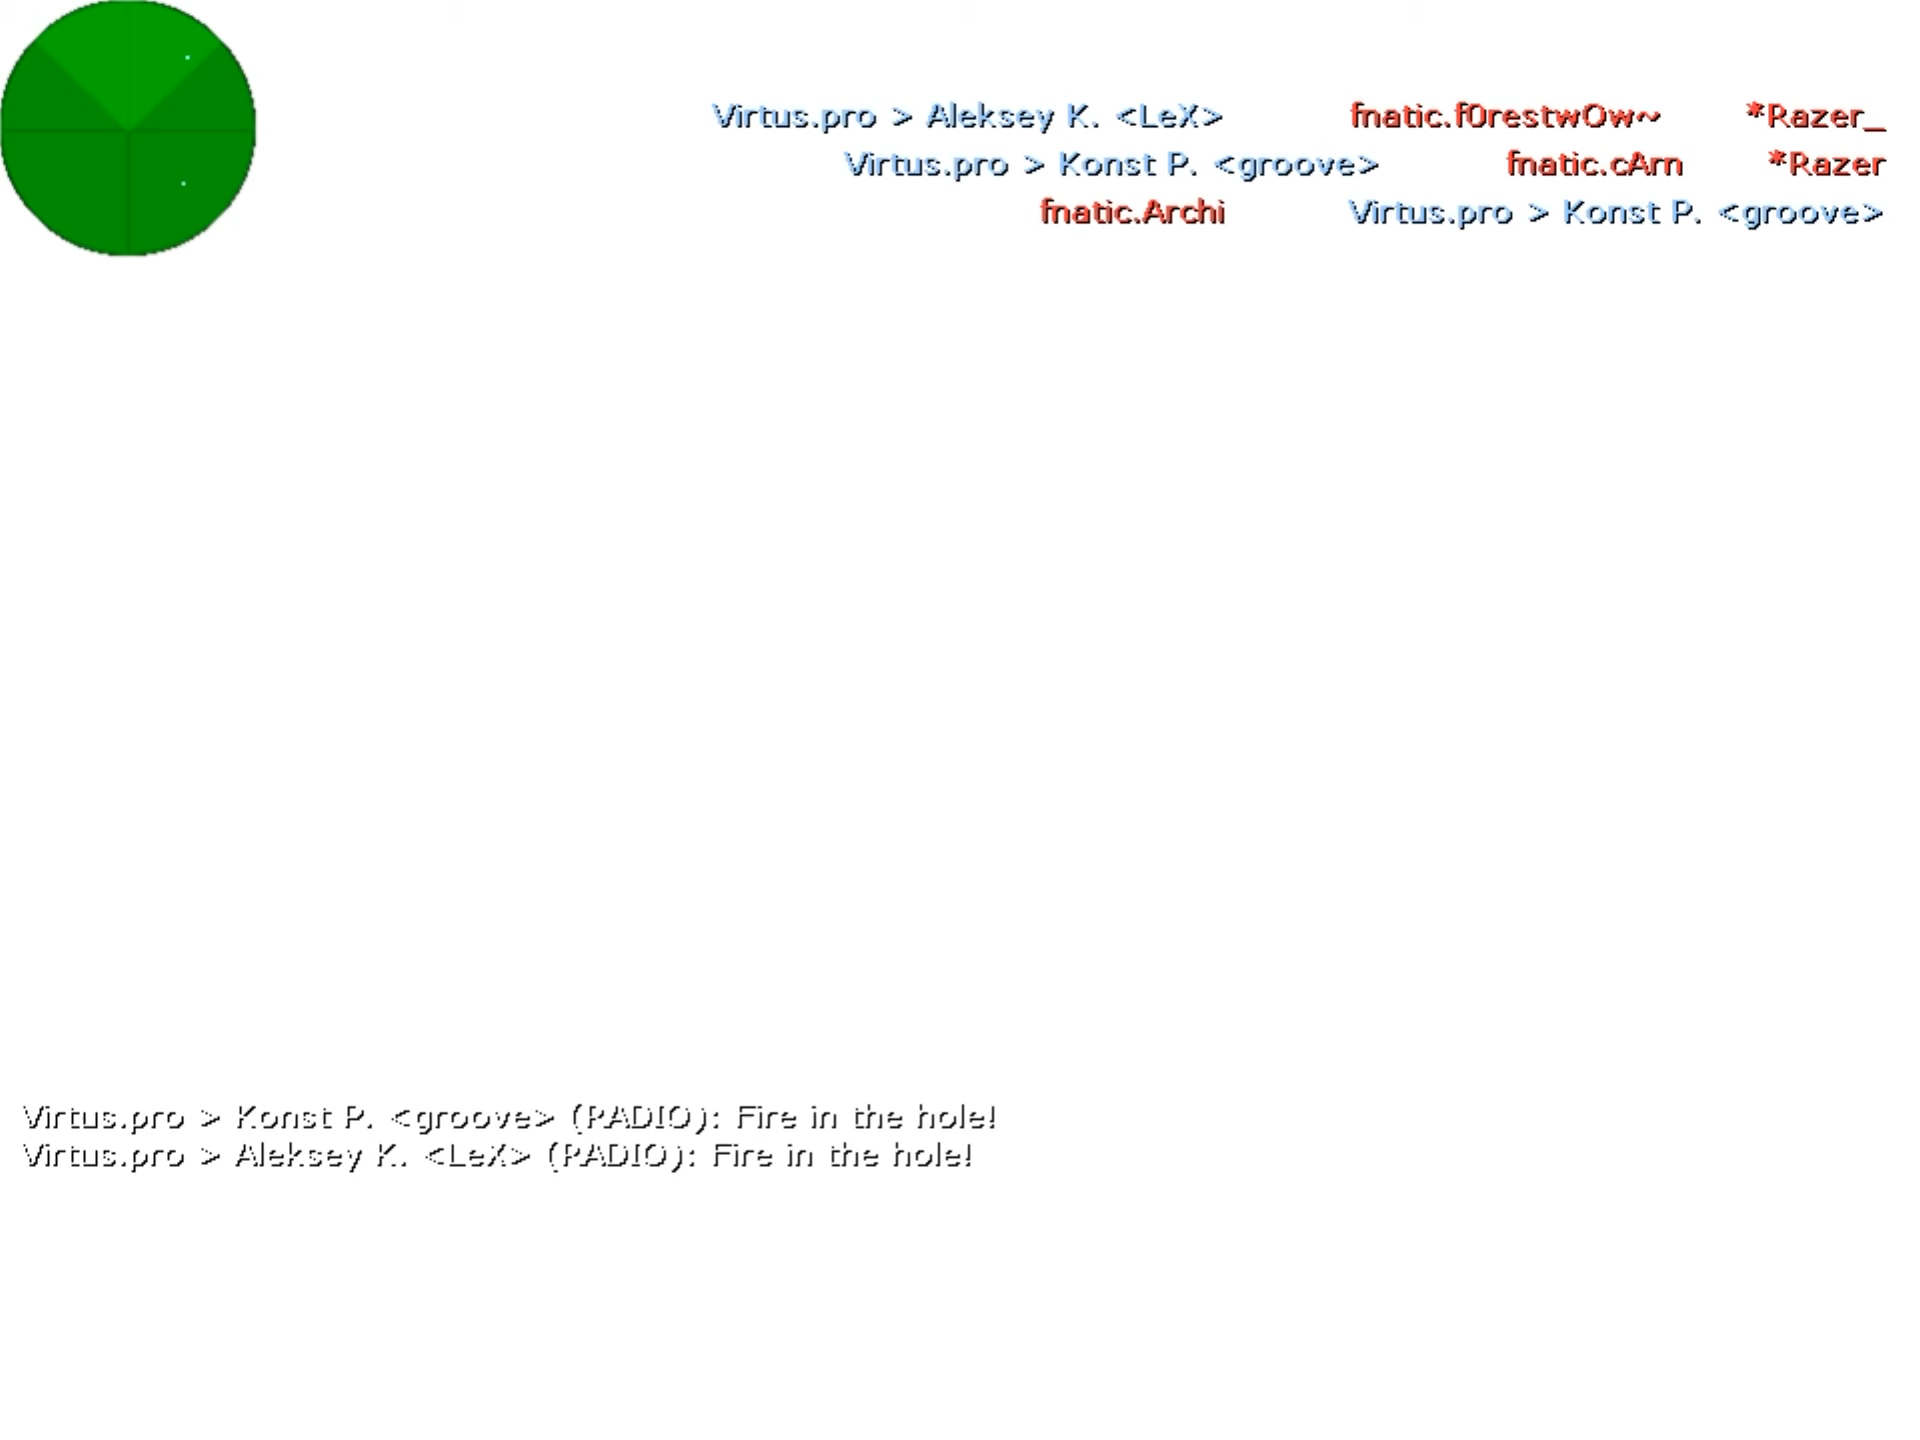 Virtus.pro > Aleksey K. <LeX> fnatic.f0restwOw~ *Razer_
Virtus.pro > Konst P. <groove> fnatic.cArn *Razer
fnatic.Archi Virtus.pro > Konst P. <groove>
Virtus.pro > Konst P. <groove> (RADIO): Fire in the hole!
Virtus.pro > Aleksey K. <LeX> (RADIO): Fire in the hole!